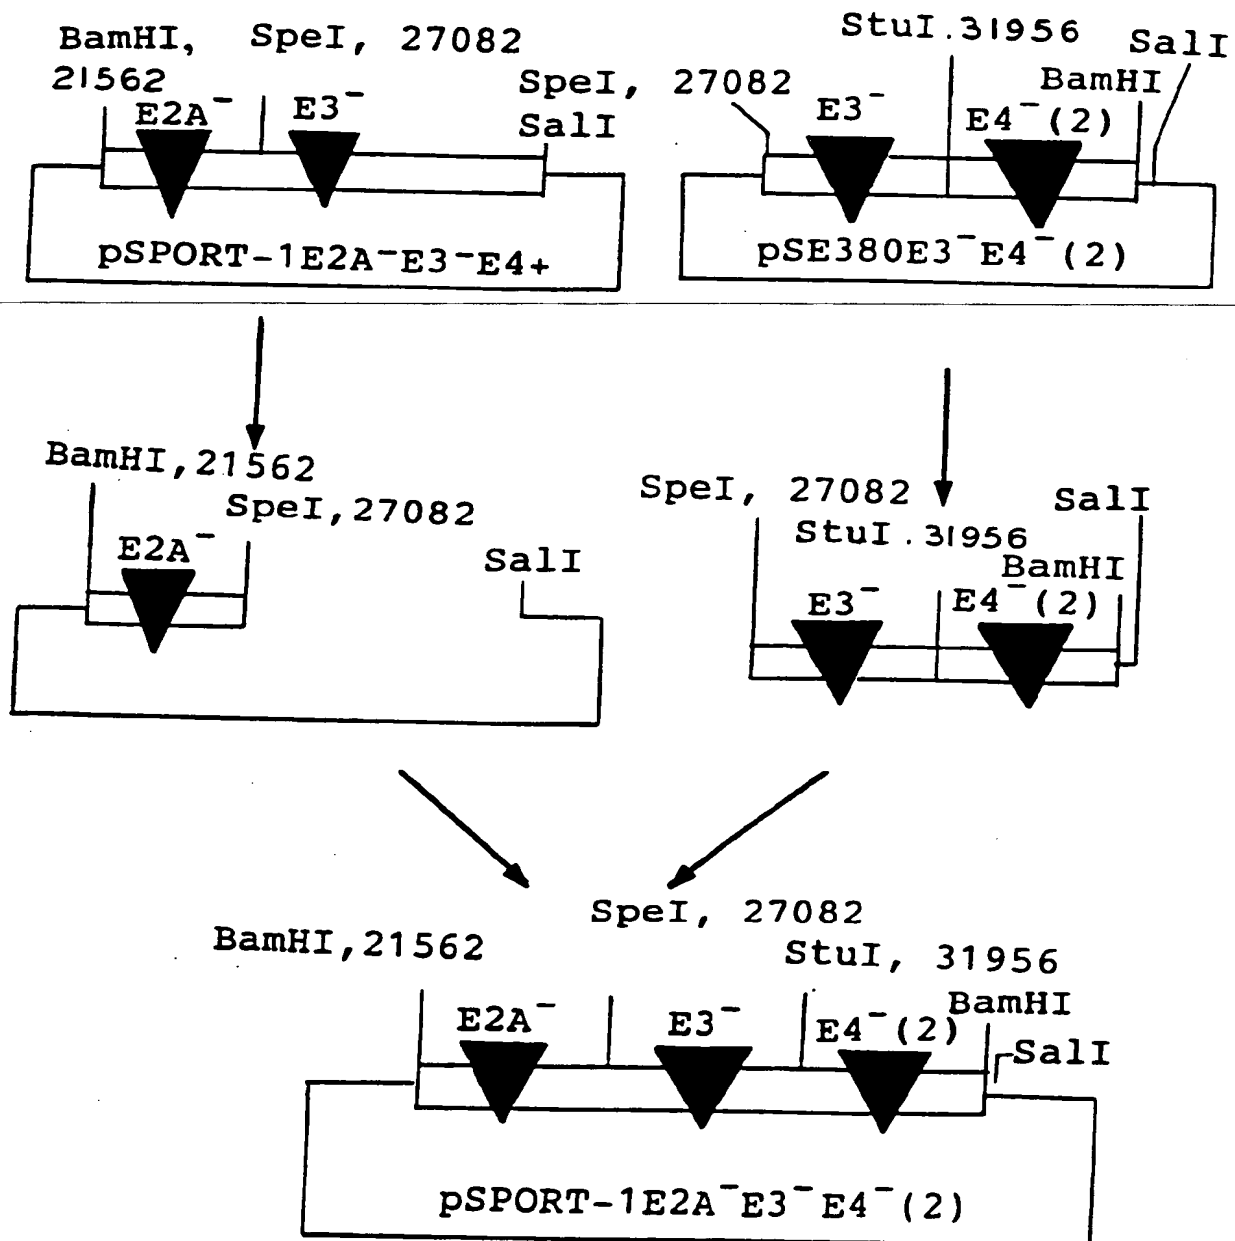 BamHI,
21562
SpeI, 27082
E2A⁻
E3⁻
SpeI, 27082
SalI
pSPORT-1E2A⁻E3⁻E4+
StuI.31956
SalI
BamHI
E3⁻
E4⁻(2)
pSE380E3⁻E4⁻(2)
BamHI,21562
SpeI,27082
E2A⁻
SalI
SpeI, 27082
StuI.31956
SalI
BamHI
E3⁻
E4⁻(2)
SpeI, 27082
BamHI,21562
StuI, 31956
BamHI
E2A⁻
E3⁻
E4⁻(2)
SalI
pSPORT-1E2A⁻E3⁻E4⁻(2)